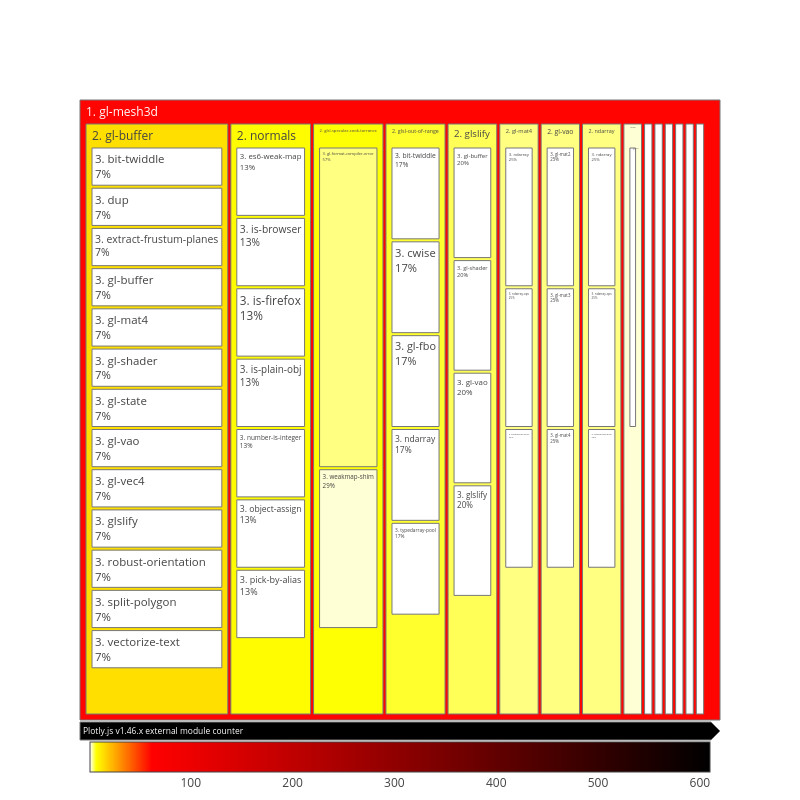 1. gl-mesh3d
2. gl-buffer
3. bit-twiddle
7%
3. dup
7%
3. extract-frustum-planes
7%
3. gl-buffer
7%
3. gl-mat4
7%
3. gl-shader
7%
3. gl-state
7%
3. gl-vao
7%
3. gl-vec4
7%
3. glslify
7%
3. robust-orientation
7%
3. split-polygon
7%
3. vectorize-text
7%
2. normals
3. es6-weak-map
13%
3. is-browser
13%
3. is-firefox
13%
3. is-plain-obj
13%
3. number-is-integer
13%
3. object-assign
13%
3. pick-by-alias
13%
2. glsl-specular-cook-torrance
3. gl-format-compiler-error
57%
3. weakmap-shim
29%
2. glsl-out-of-range
3. bit-twiddle
17%
3. cwise
17%
3. gl-fbo
17%
3. ndarray
17%
3. typedarray-pool
17%
2. glslify
3. gl-buffer
20%
3. gl-shader
20%
3. gl-vao
20%
3. glslify
20%
2. gl-mat4
3. ndarray
25%
3. ndarray-ops
25%
2. gl-vao
3. gl-mat2
25%
3. gl-mat3
25%
3. gl-mat4
25%
2. ndarray
3. ndarray
25%
3. ndarray-ops
25%
Plotly.js v1.46.x external module counter
100
200
300
400
500
600